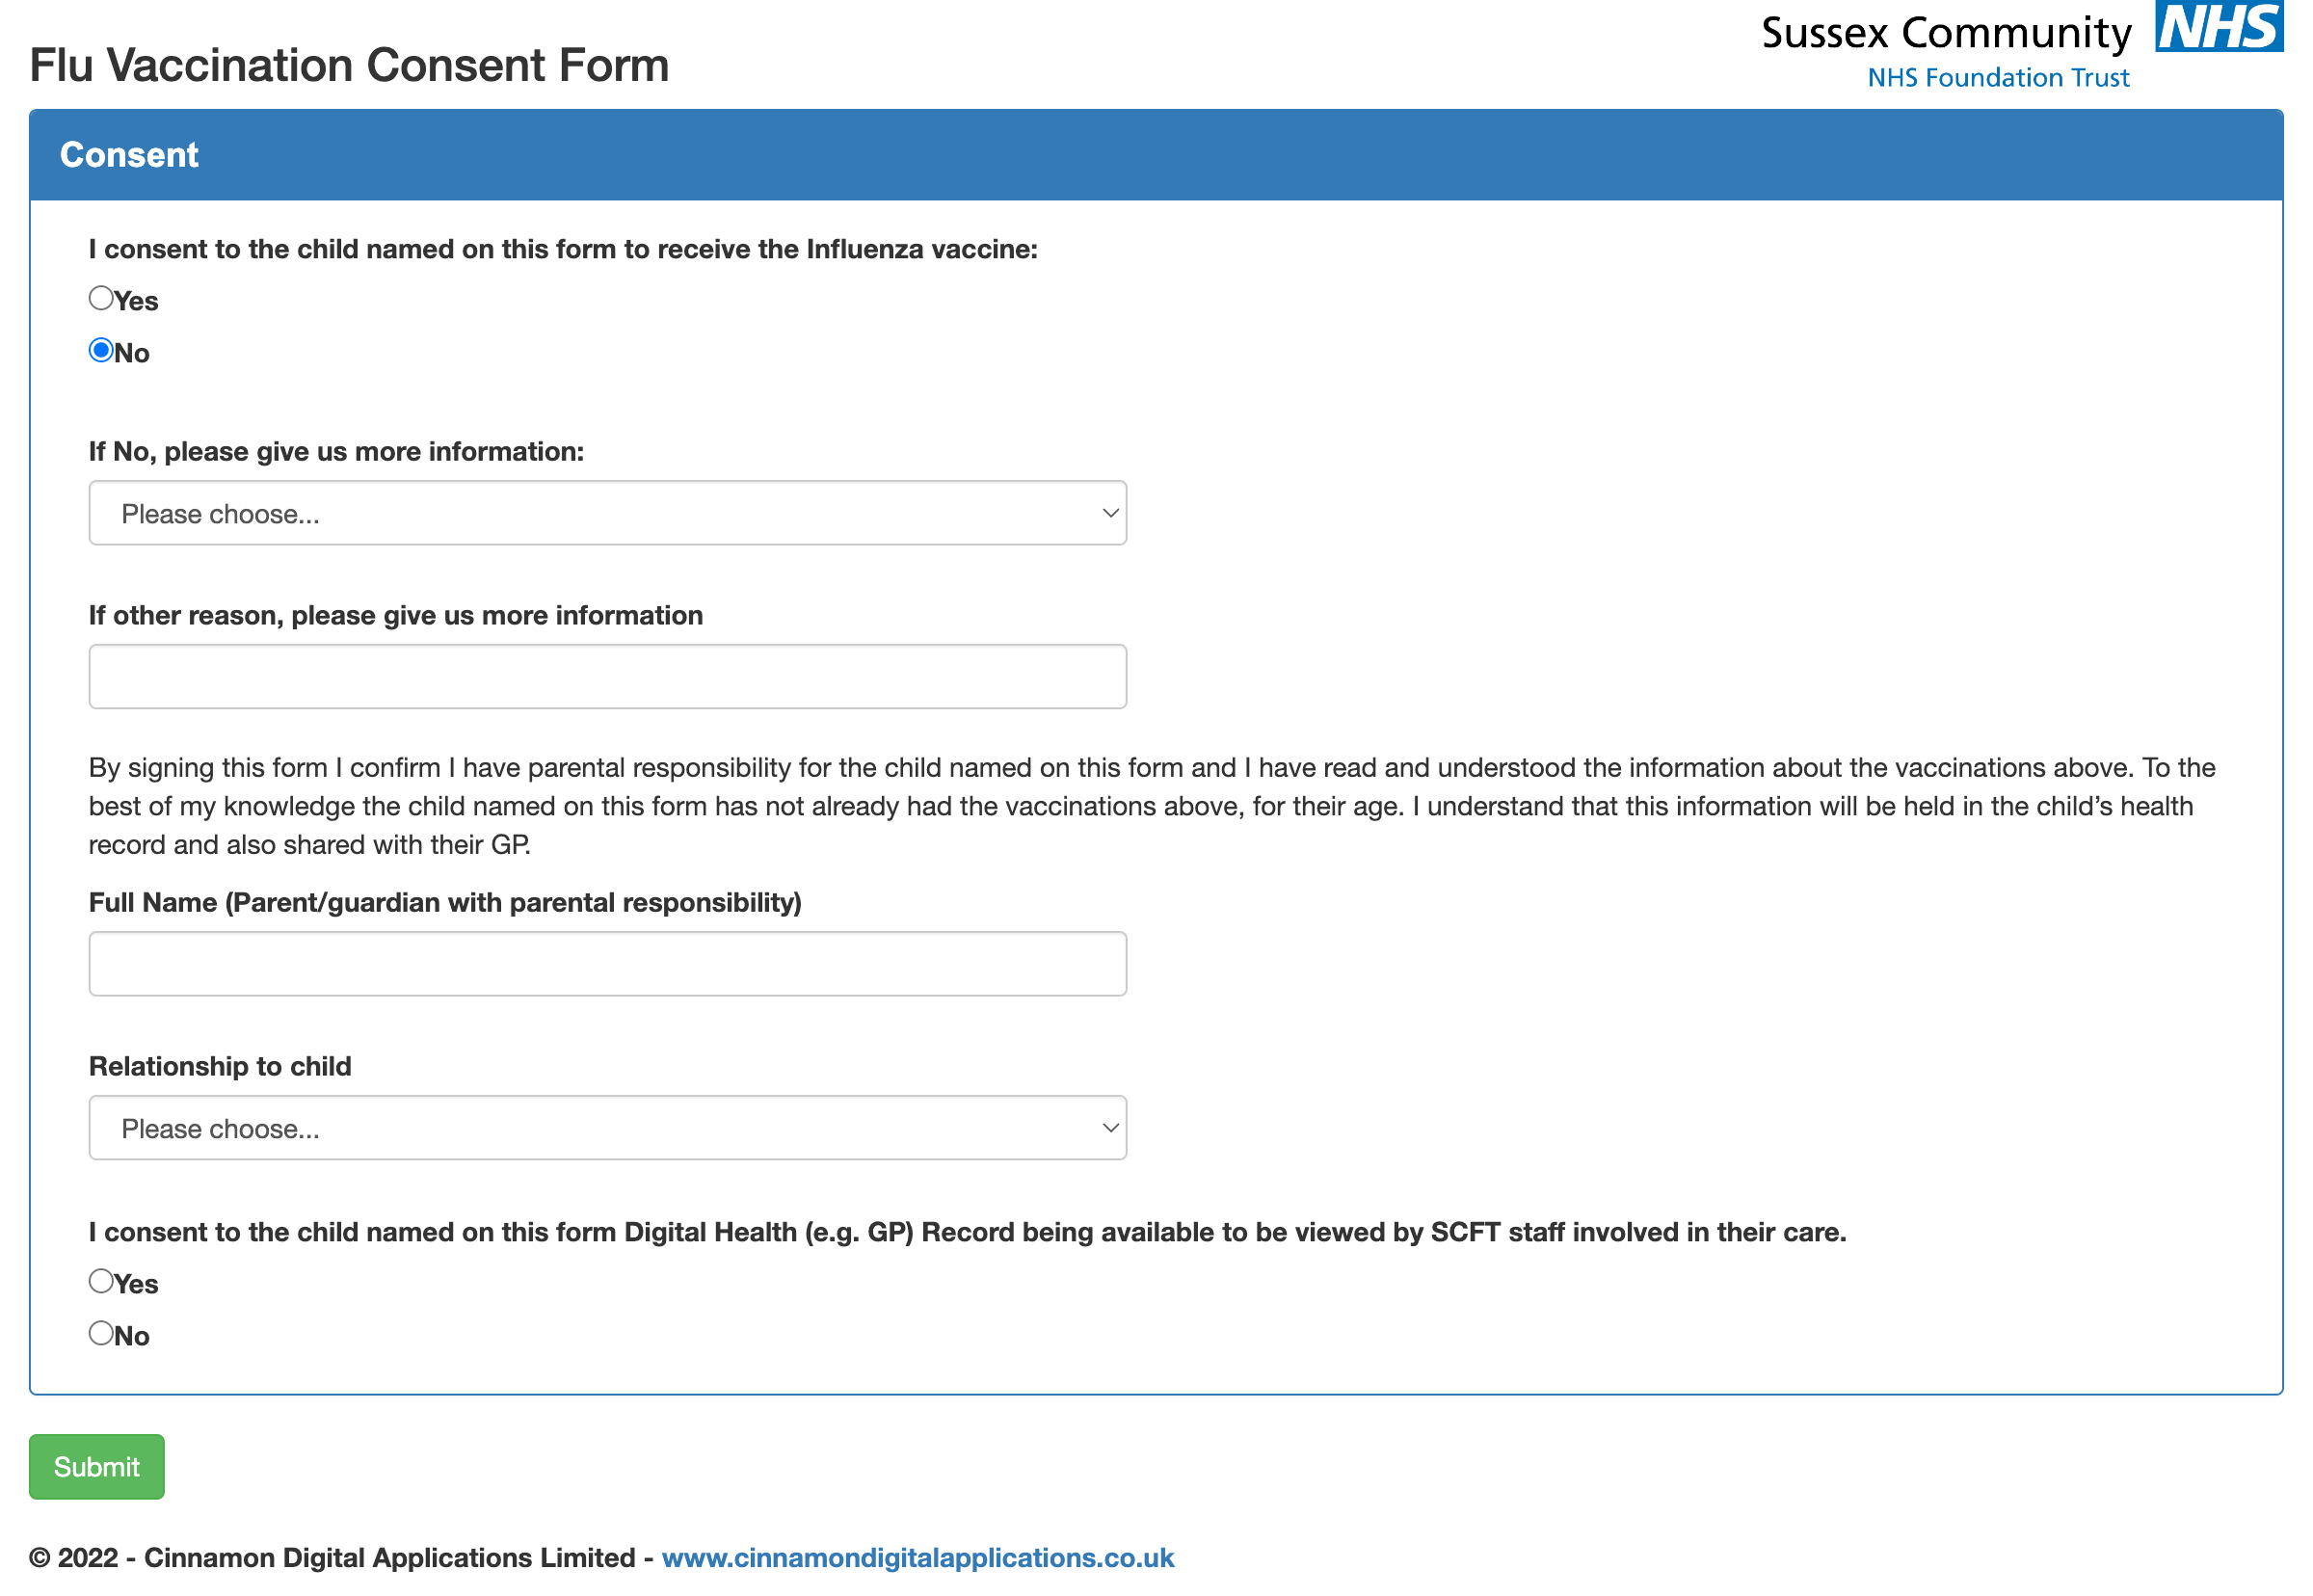 Flu Vaccination Consent Form
Sussex Community NHS
NHS Foundation Trust
Consent
I consent to the child named on this form to receive the Influenza vaccine:
Yes
No
If No, please give us more information:
Please choose...
If other reason, please give us more information
By signing this form I confirm I have parental responsibility for the child named on this form and I have read and understood the information about the vaccinations above. To the
best of my knowledge the child named on this form has not already had the vaccinations above, for their age. I understand that this information will be held in the child’s health
record and also shared with their GP.
Full Name (Parent/guardian with parental responsibility)
Relationship to child
Please choose...
I consent to the child named on this form Digital Health (e.g. GP) Record being available to be viewed by SCFT staff involved in their care.
Yes
No
Submit
© 2022 - Cinnamon Digital Applications Limited - www.cinnamondigitalapplications.co.uk